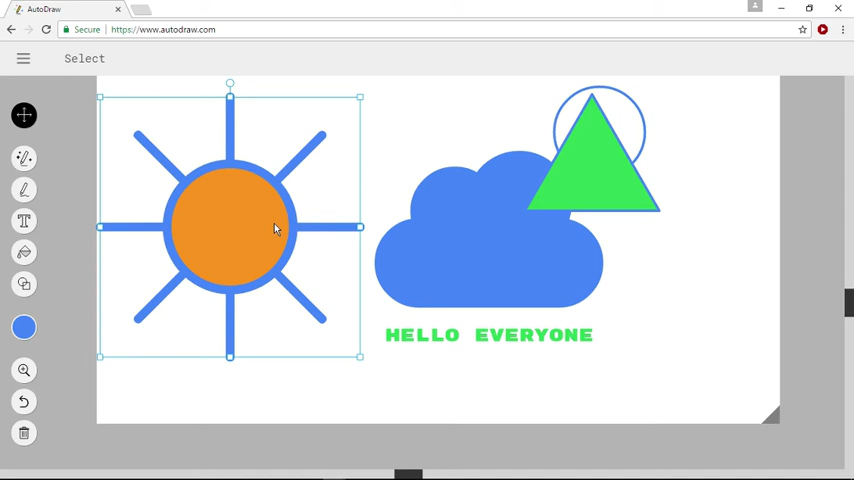 AutoDraw
Secure
https://www.autodraw.com
Select
T
HELLO EVERYONE